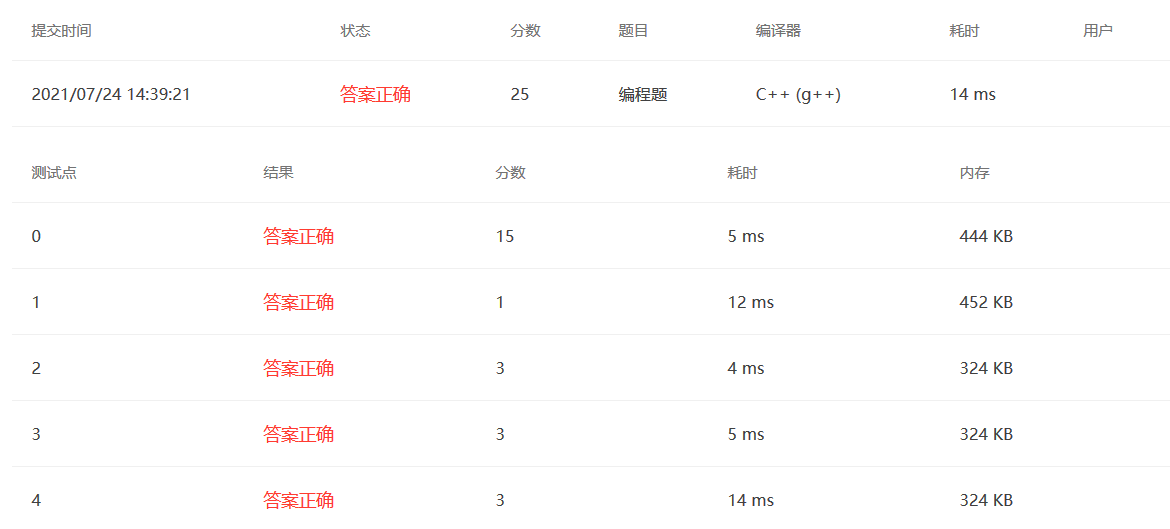 提交时间 状态 分数 题目 编译器 耗时 用户
2021/07/24 14:39:21 答案正确 25 编程题 C++ (g++) 14 ms
测试点 结果 分数 耗时 内存
0 答案正确 15 5 ms 444 KB
1 答案正确 1 12 ms 452 KB
2 答案正确 3 4 ms 324 KB
3 答案正确 3 5 ms 324 KB
4 答案正确 3 14 ms 324 KB